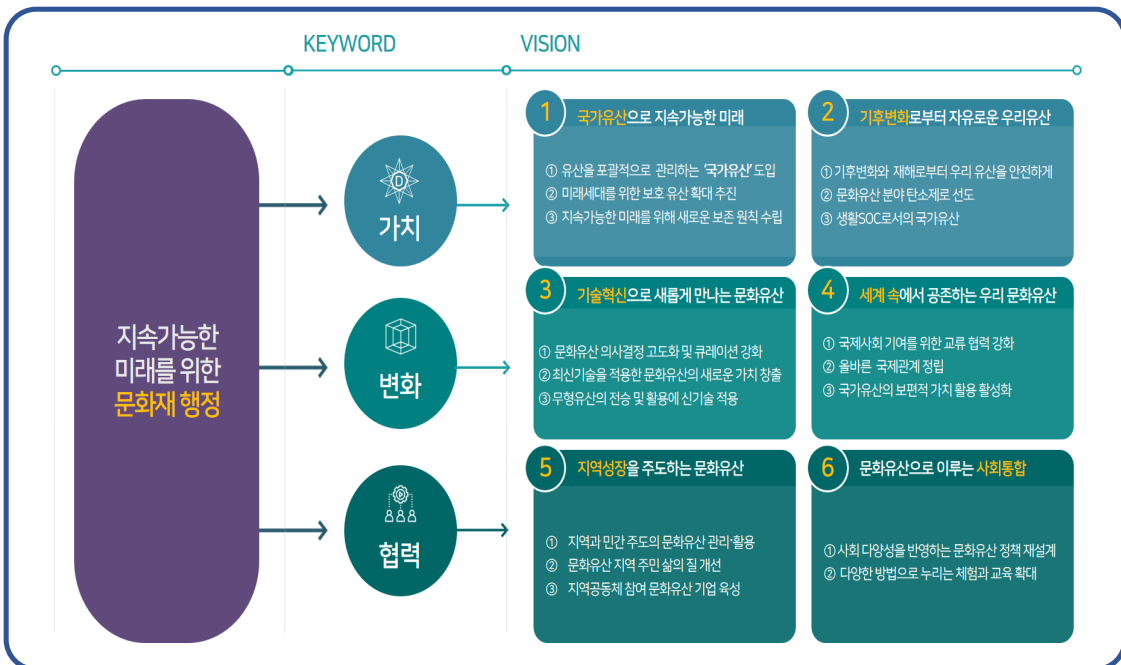 KEYWORD
VISION
지속가능한
미래를 위한
문화재 행정
D
가치
변화
협력
1 국가유산으로 지속가능한 미래
① 유산을 포괄적으로 관리하는 '국가유산' 도입
② 미래세대를 위한 보호 유산 확대 추진
③ 지속가능한 미래를 위해 새로운 보존 원칙 수립
2 기후변화로부터 자유로운 우리유산
① 기후변화와 재해로부터 우리 유산을 안전하게
② 문화유산 분야 탄소제로 선도
③ 생활SOC로서의 국가유산
3 기술혁신으로 새롭게 만나는 문화유산
① 문화유산 의사결정 고도화 및 큐레이션 강화
② 최신기술을 적용한 문화유산의 새로운 가치 창출
③ 무형유산의 전승 및 활용에 신기술 적용
4 세계 속에서 공존하는 우리 문화유산
① 국제사회 기여를 위한 교류 협력 강화
② 올바른 국제관계 정립
③ 국가유산의 보편적 가치 활용 활성화
5 지역성장을 주도하는 문화유산
① 지역과 민간 주도의 문화유산 관리·활용
② 문화유산 지역 주민 삶의 질 개선
③ 지역공동체 참여 문화유산 기업 육성
6 문화유산으로 이루는 사회통합
① 사회 다양성을 반영하는 문화유산 정책 재설계
② 다양한 방법으로 누리는 체험과 교육 확대